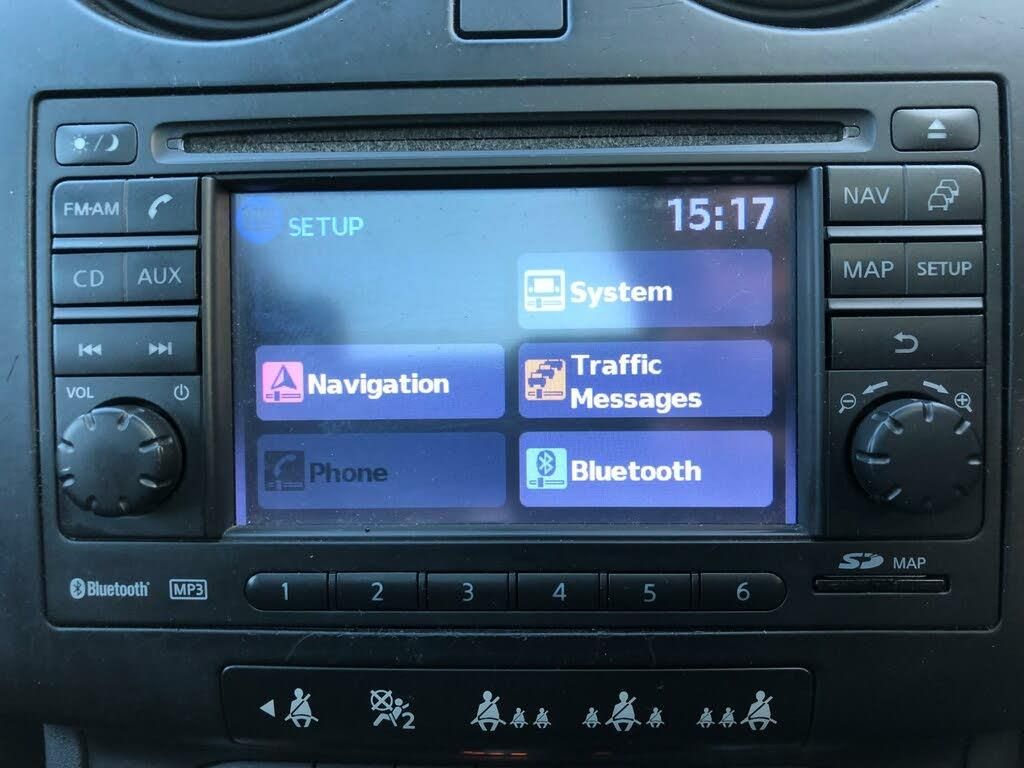 FM·AM
CD
AUX
VOL
SETUP
15:17
System
Navigation
Traffic
Messages
Phone
Bluetooth
NAV
MAP
SETUP
Bluetooth
MP3
1 2 3 4 5 6
SD MAP
2